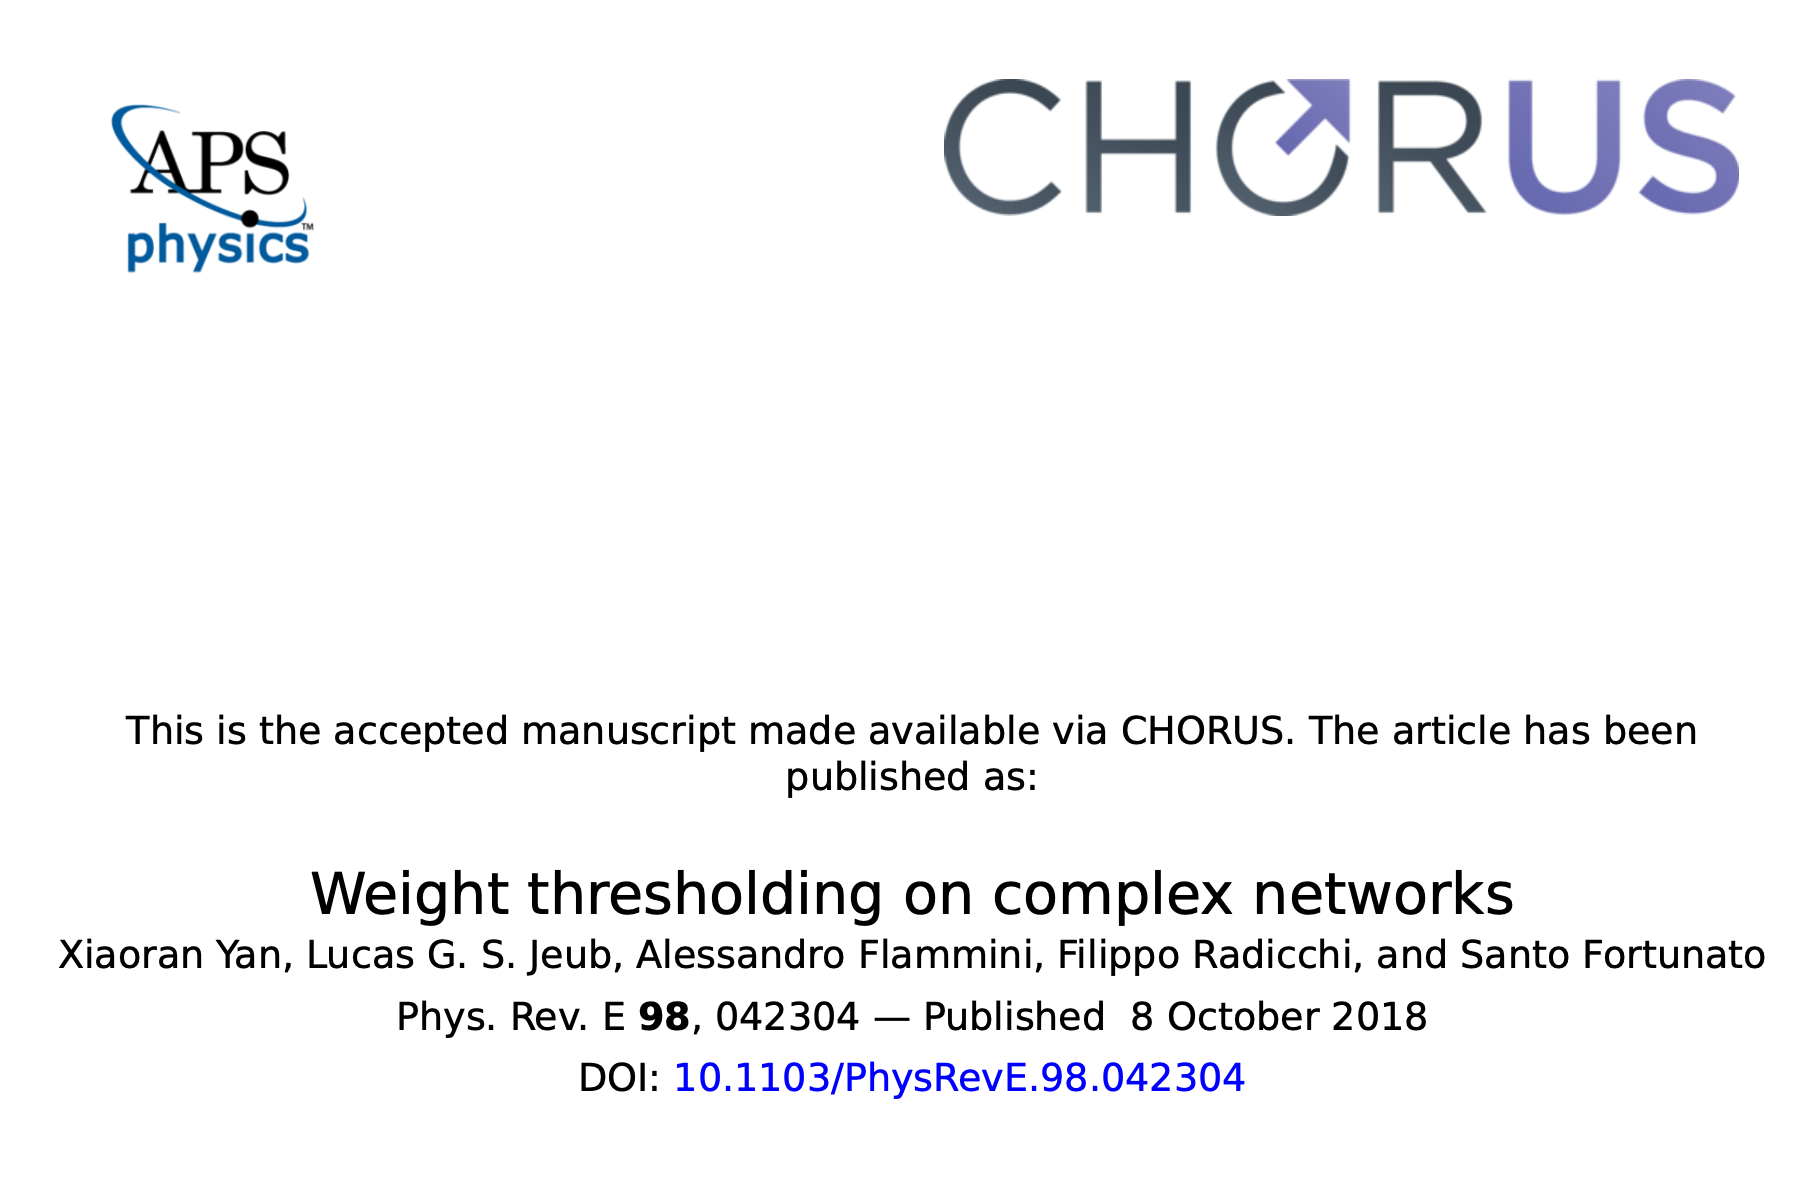 APS
physics™
CHORUS
This is the accepted manuscript made available via CHORUS. The article has been
published as:
Weight thresholding on complex networks
Xiaoran Yan, Lucas G. S. Jeub, Alessandro Flammini, Filippo Radicchi, and Santo Fortunato
Phys. Rev. E 98, 042304 — Published  8 October 2018
DOI: 10.1103/PhysRevE.98.042304